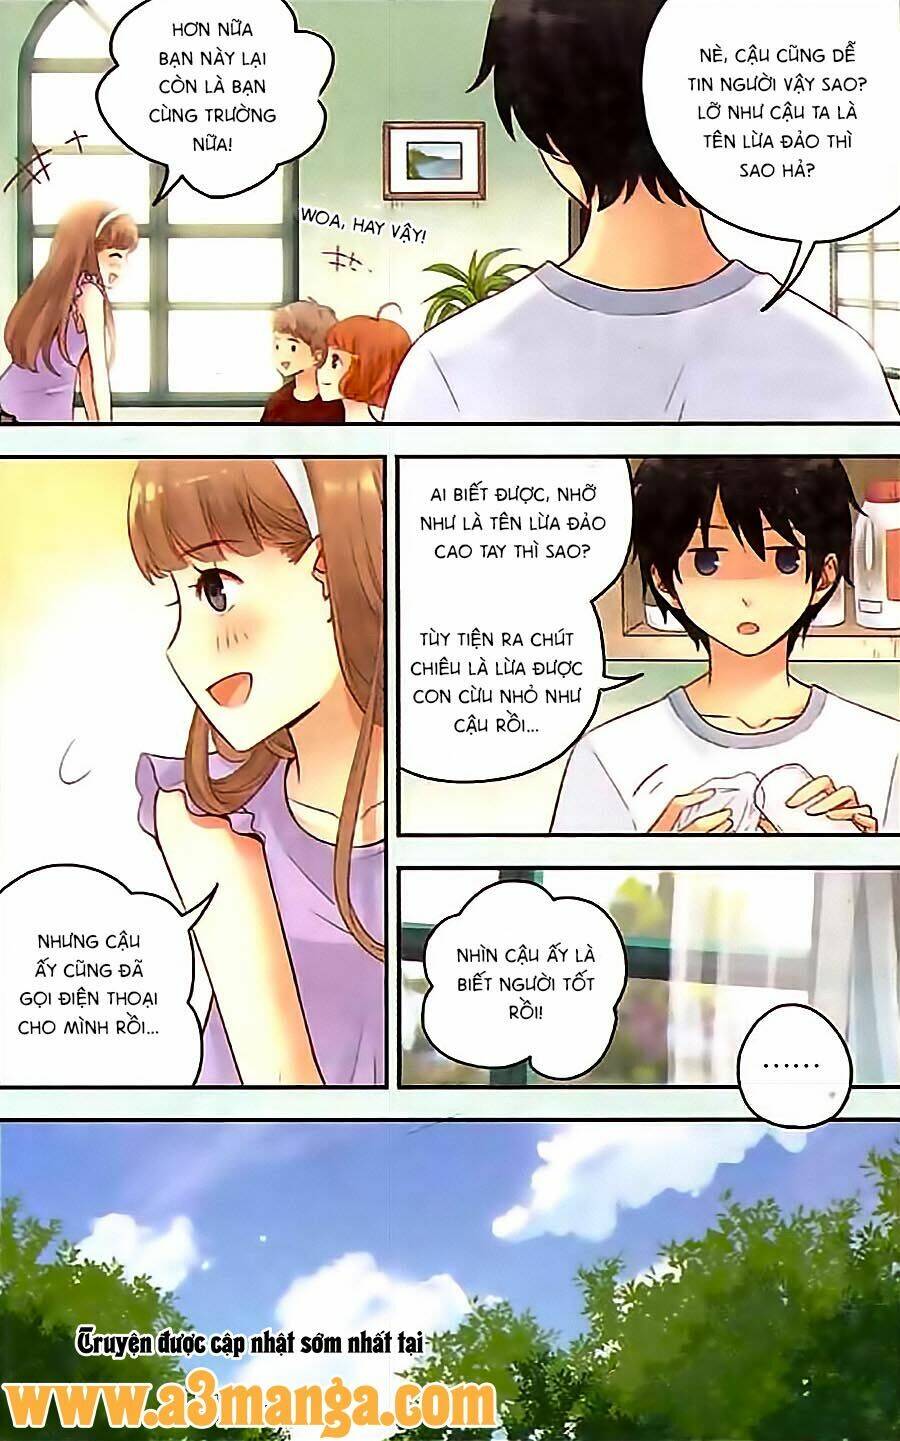 HƠN NỮA
BẠN NÀY LẠI
CÒN LÀ BẠN
CÙNG TRƯỜNG
NỮA!
NÈ, CẬU CŨNG DỄ
TIN NGƯỜI VẬY SAO?
LỠ NHƯ CẬU TA LÀ
TÊN LỪA ĐẢO THÌ
SAO HẢ?
WOA, HAY VẬY!
AI BIẾT ĐƯỢC, NHỠ
NHƯ LÀ TÊN LỪA ĐẢO
CAO TAY THÌ SAO?
TÙY TIỆN RA CHÚT
CHIÊU LÀ LỪA ĐƯỢC
CON CỪU NHỎ NHƯ
CẬU RỒI...
NHƯNG CẬU
ẤY CŨNG ĐÃ
GỌI ĐIỆN THOẠI
CHO MÌNH RỒI...
NHÌN CẬU ẤY LÀ
BIẾT NGƯỜI TỐT
RỒI!
......
Truyện được cập nhật sớm nhất tại
www.a3manga.com